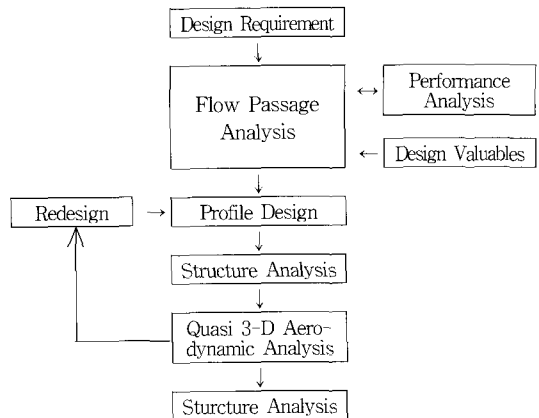 Design Requirement
Flow Passage
Analysis
Performance
Analysis
Design Valuables
Redesign
Profile Design
Structure Analysis
Quasi 3-D Aero-
dynamic Analysis
Sturcture Analysis